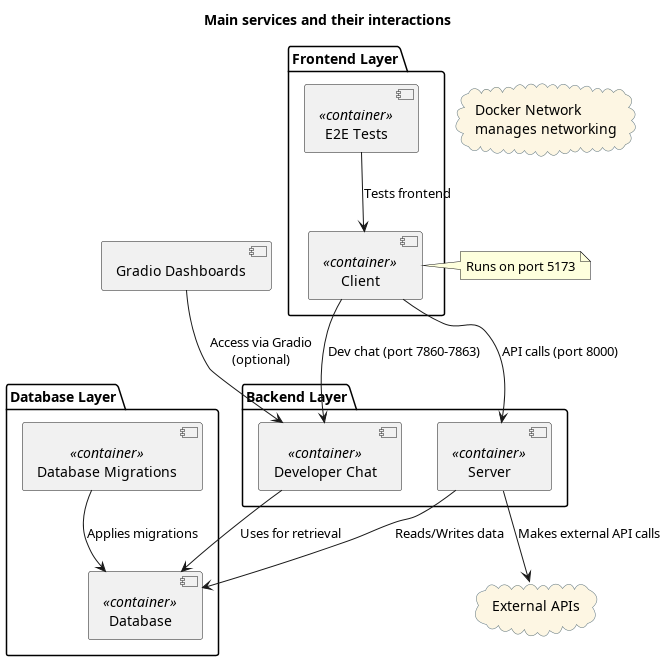 Main services and their interactions
Frontend Layer
«container»
E2E Tests
Docker Network
manages networking
Tests frontend
Gradio Dashboards
«container»
Client
Runs on port 5173
Access via Gradio
(optional)
Dev chat (port 7860-7863)
API calls (port 8000)
Database Layer
Backend Layer
«container»
Database Migrations
«container»
Developer Chat
«container»
Server
Applies migrations
Uses for retrieval
Reads/Writes data
Makes external API calls
«container»
Database
External APIs